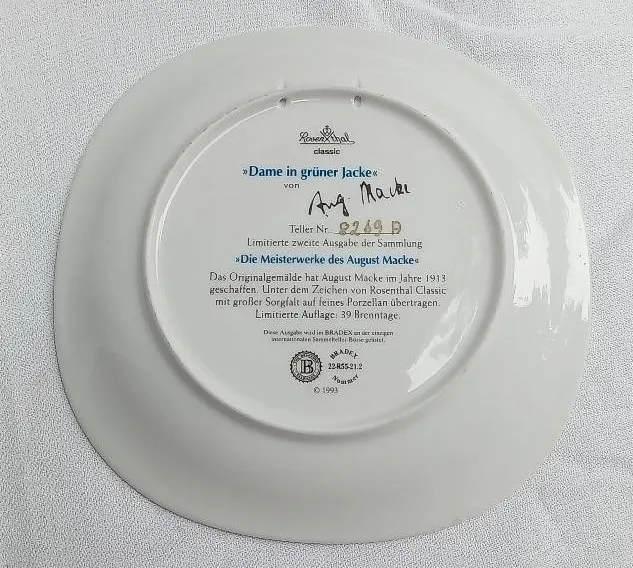 Rosenthal
classic
»Dame in grüner Jacke«
von
Aug. Macke
Teller Nr. 8269 A
Limitierte zweite Ausgabe der Sammlung
»Die Meisterwerke des August Macke«
Das Originalgemälde hat August Macke im Jahre 1913
geschaffen. Unter dem Zeichen von Rosenthal Classic
mit großer Sorgfalt auf feines Porzellan übertragen.
Limitierte Auflage: 39 Brenntage.
Diese Ausgabe wird im BRADEX an der einzigen
internationalen Sammelteller-Börse gelistet.
B
BRADEX
22-R55-21.2
Nummer
© 1993